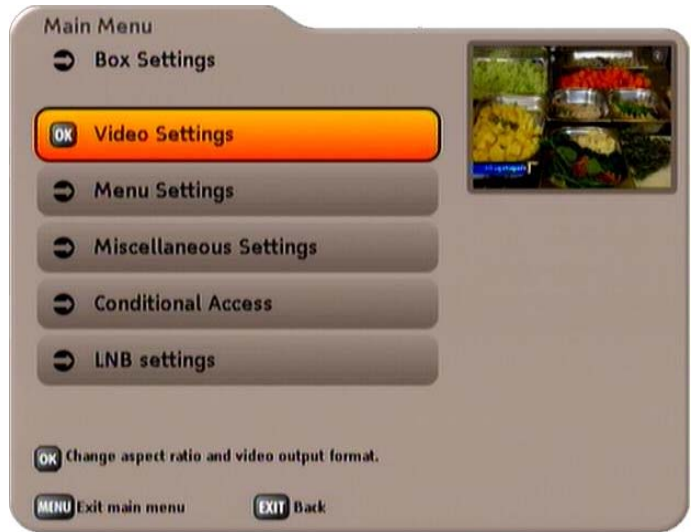 Main Menu
Box Settings
OK Video Settings
Menu Settings
Miscellaneous Settings
Conditional Access
LNB settings
OK Change aspect ratio and video output format.
MENU Exit main menu EXIT Back